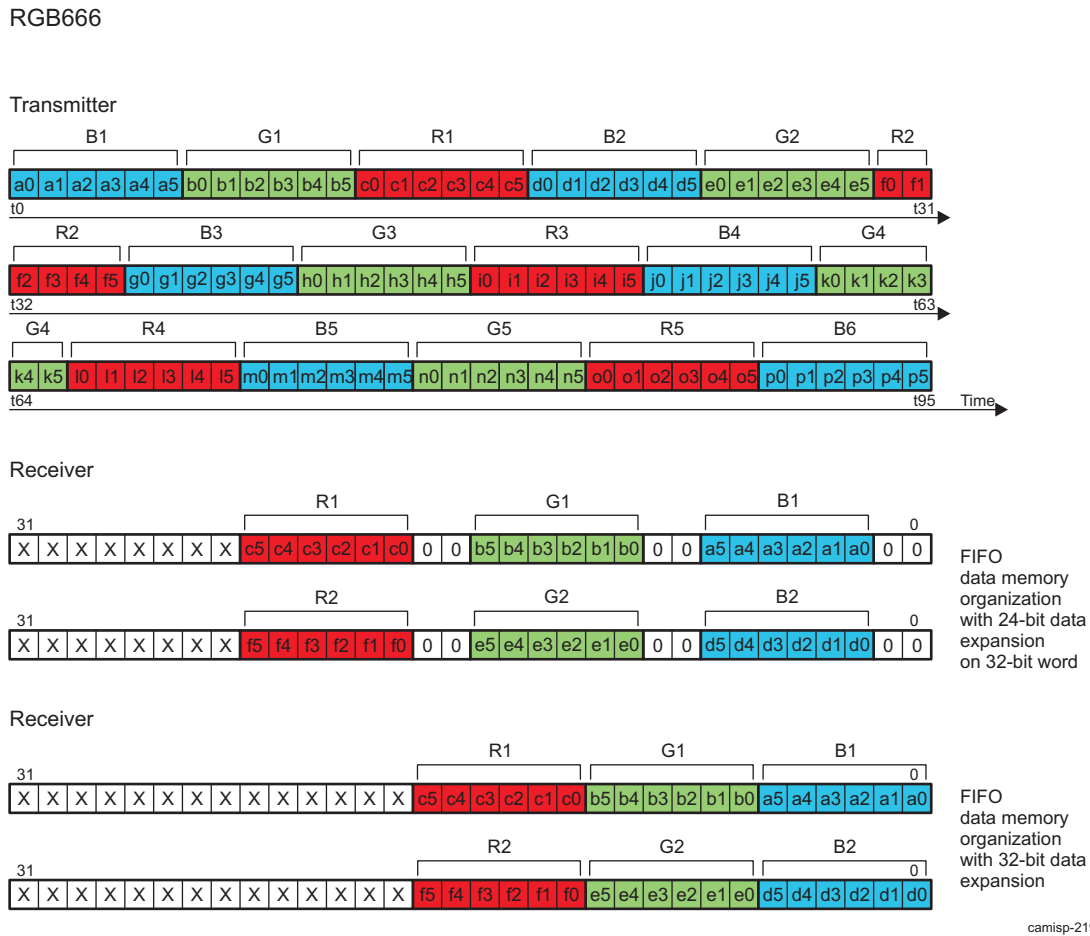 RGB666
Transmitter
B1 G1 R1 B2 G2 R2
a0 a1 a2 a3 a4 a5 b0 b1 b2 b3 b4 b5 c0 c1 c2 c3 c4 c5 d0 d1 d2 d3 d4 d5 e0 e1 e2 e3 e4 e5 f0 f1
t0 t31
R2 B3 G3 R3 B4 G4
f2 f3 f4 f5 g0 g1 g2 g3 g4 g5 h0 h1 h2 h3 h4 h5 i0 i1 i2 i3 i4 i5 j0 j1 j2 j3 j4 j5 k0 k1 k2 k3
t32 t63
G4 R4 B5 G5 R5 B6
k4 k5 l0 l1 l2 l3 l4 l5 m0 m1 m2 m3 m4 m5 n0 n1 n2 n3 n4 n5 o0 o1 o2 o3 o4 o5 p0 p1 p2 p3 p4 p5
t64 t95 Time
Receiver
R1 G1 B1
31 0
X X X X X X X X c5 c4 c3 c2 c1 c0 0 0 b5 b4 b3 b2 b1 b0 0 0 a5 a4 a3 a2 a1 a0 0 0
R2 G2 B2
31 0
X X X X X X X X f5 f4 f3 f2 f1 f0 0 0 e5 e4 e3 e2 e1 e0 0 0 d5 d4 d3 d2 d1 d0 0 0
FIFO
data memory
organization
with 24-bit data
expansion
on 32-bit word
Receiver
R1 G1 B1
31 0
X X X X X X X X X X X X X X c5 c4 c3 c2 c1 c0 b5 b4 b3 b2 b1 b0 a5 a4 a3 a2 a1 a0
R2 G2 B2
31 0
X X X X X X X X X X X X X X f5 f4 f3 f2 f1 f0 e5 e4 e3 e2 e1 e0 d5 d4 d3 d2 d1 d0
FIFO
data memory
organization
with 32-bit data
expansion